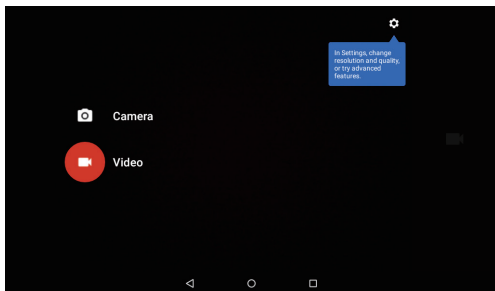 In Settings, change
resolution and quality,
or try advanced
features.
Camera
Video